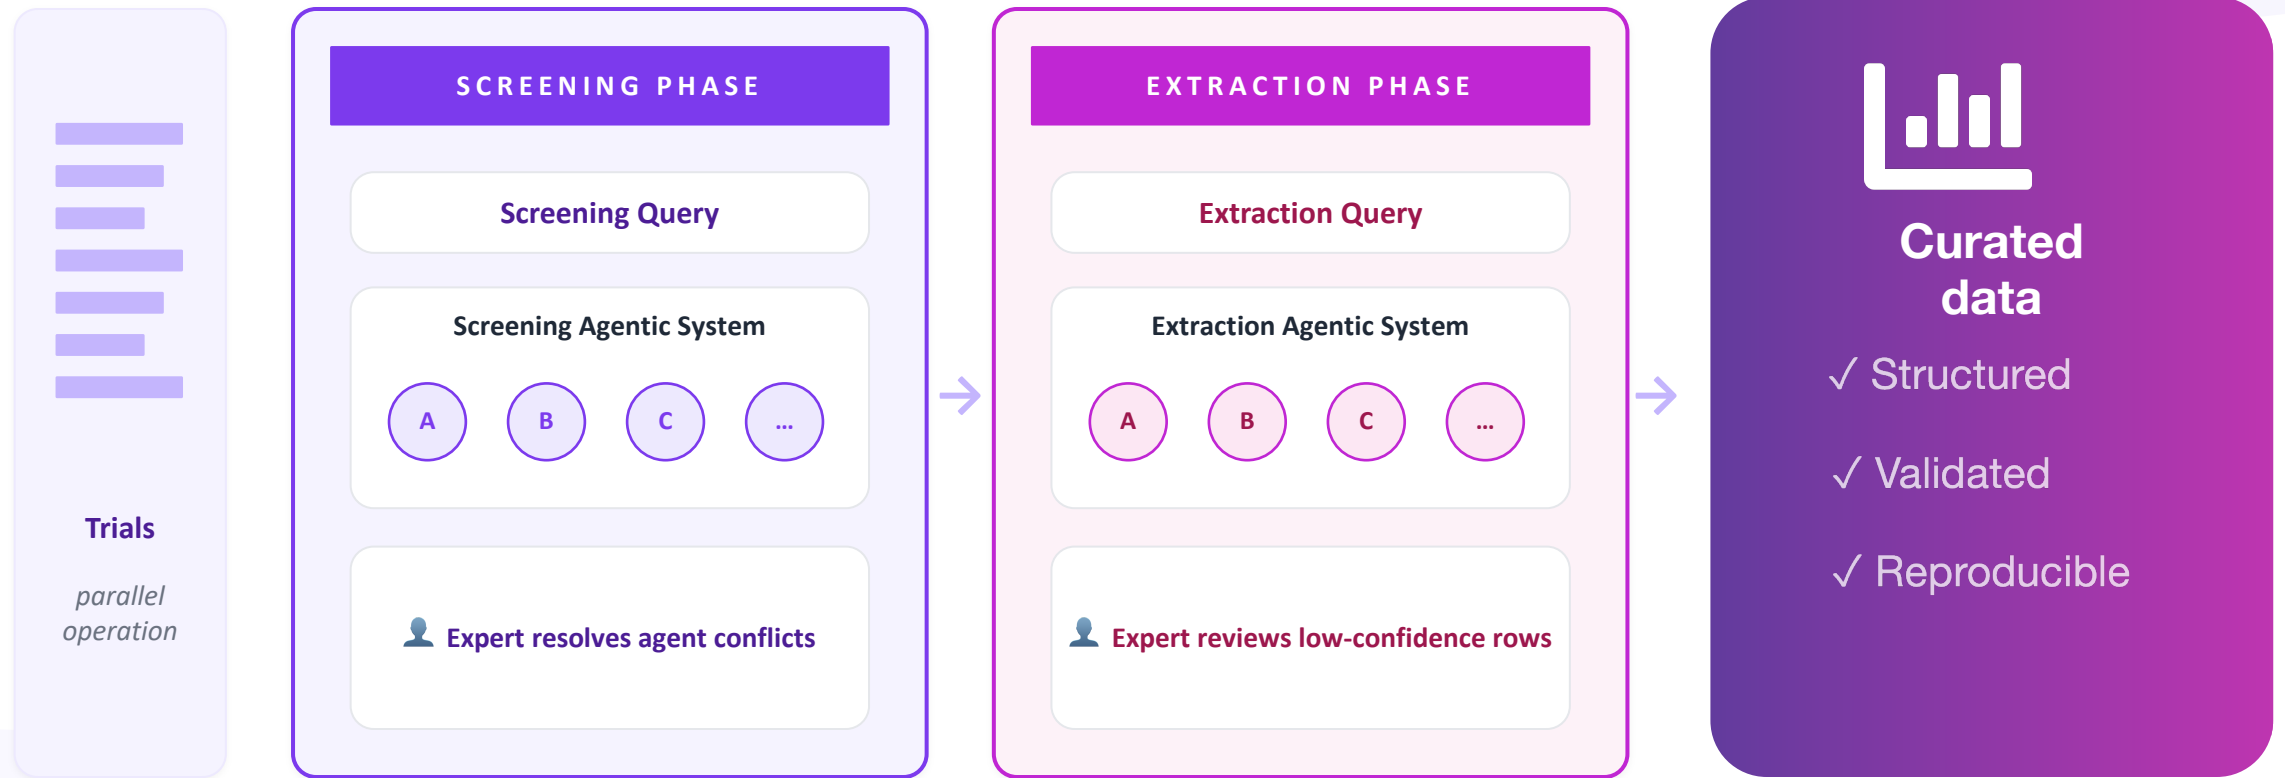 Trials
parallel
operation
SCREENING PHASE
Screening Query
Screening Agentic System
A B C ...
Expert resolves agent conflicts
EXTRACTION PHASE
Extraction Query
Extraction Agentic System
A B C ...
Expert reviews low-confidence rows
Curated
data
✓ Structured
✓ Validated
✓ Reproducible